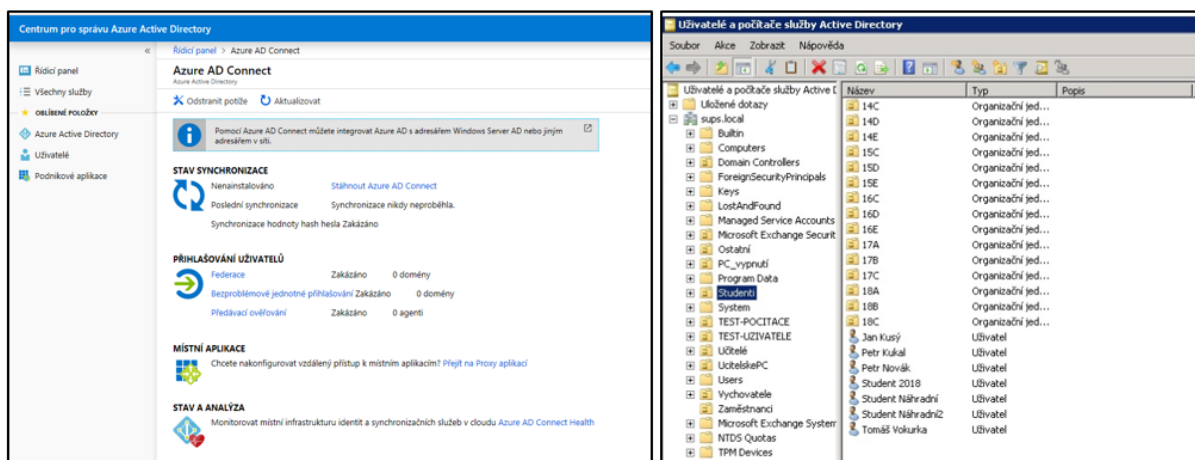 Centrum pro správu Azure Active Directory
«
Řídicí panel
Všechny služby
OBLÍBENÉ POLOŽKY
Azure Active Directory
Uživatelé
Podnikové aplikace
Řídicí panel > Azure AD Connect
Azure AD Connect
Azure Active Directory
Odstranit potíže Aktualizovat
Pomocí Azure AD Connect můžete integrovat Azure AD s adresářem Windows Server AD nebo jiným
adresářem v síti.
STAV SYNCHRONIZACE
Nenainstalováno Stáhnout Azure AD Connect
Poslední synchronizace Synchronizace nikdy neproběhla.
Synchronizace hodnoty hash hesla Zakázáno
PŘIHLAŠOVÁNÍ UŽIVATELŮ
Federace Zakázáno 0 domény
Bezproblémové jednotné přihlašování Zakázáno 0 domény
Předávací ověřování Zakázáno 0 agenti
MÍSTNÍ APLIKACE
Chcete nakonfigurovat vzdálený přístup k místním aplikacím? Přejít na Proxy aplikací
STAV A ANALÝZA
Monitorovat místní infrastrukturu identit a synchronizačních služeb v cloudu Azure AD Connect Health
Uživatelé a počítače služby Active Directory
Soubor Akce Zobrazit Nápověda
Uživatelé a počítače služby Active D
Uložené dotazy
sups.local
Builtin
Computers
Domain Controllers
ForeignSecurityPrincipals
Keys
LostAndFound
Managed Service Accounts
Microsoft Exchange Securit
Ostatní
PC_vypnutí
Program Data
Studenti
System
TEST-POCITACE
TEST-UZIVATELE
Učitelé
UcitelskePC
Users
Vychovatele
Zaměstnanci
Microsoft Exchange System
NTDS Quotas
TPM Devices
Název Typ Popis
14C Organizační jed...
14D Organizační jed...
14E Organizační jed...
15C Organizační jed...
15D Organizační jed...
15E Organizační jed...
16C Organizační jed...
16D Organizační jed...
16E Organizační jed...
17A Organizační jed...
17B Organizační jed...
17C Organizační jed...
18A Organizační jed...
18B Organizační jed...
18C Organizační jed...
Jan Kusý Uživatel
Petr Kukal Uživatel
Petr Novák Uživatel
Student 2018 Uživatel
Student Náhradní Uživatel
Student Náhradní2 Uživatel
Tomáš Vokurka Uživatel